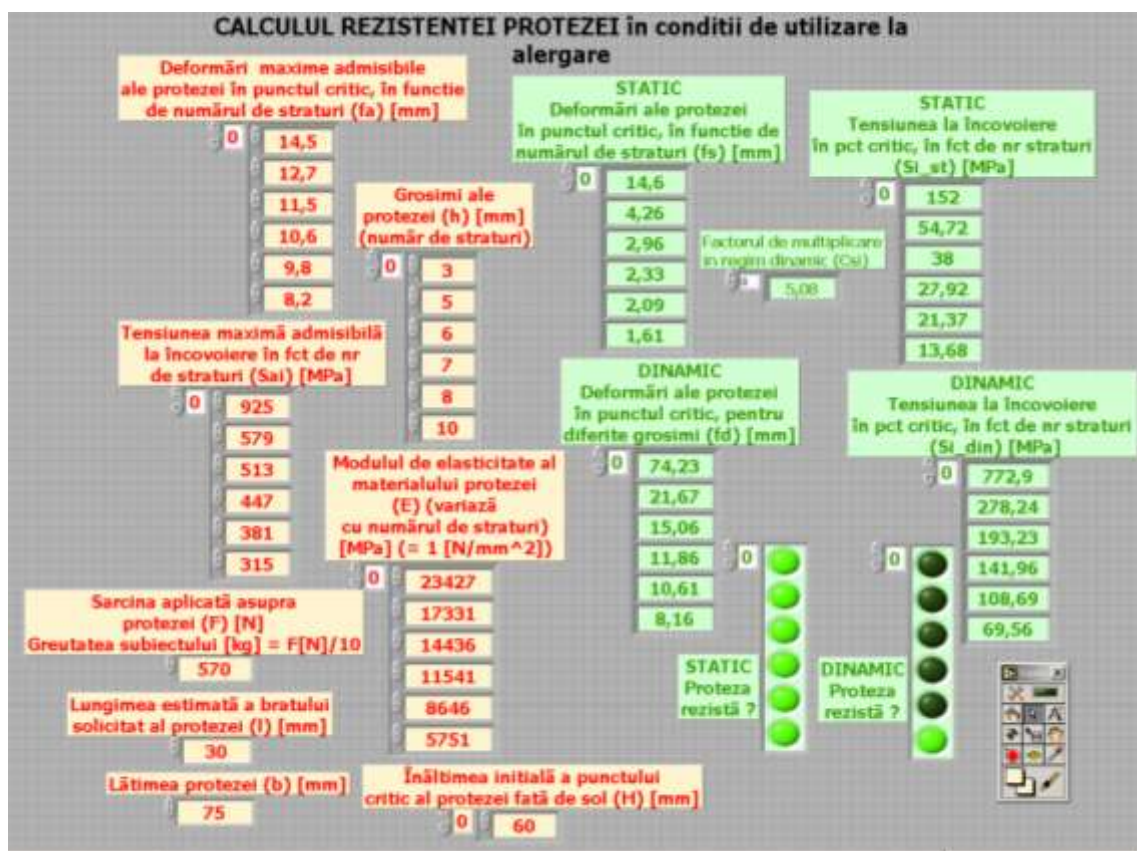 CALCULUL REZISTENTEI PROTEZEI în conditii de utilizare la
alergare
Deformări maxime admisibile
ale protezei în punctul critic, în functie
de numărul de straturi (fa) [mm]
0
14,5
12,7
11,5
10,6
9,8
8,2
Tensiunea maximă admisibilă
la încovoiere în fct de nr
de straturi (Sai) [MPa]
0
925
579
513
447
381
315
Sarcina aplicată asupra
protezei (F) [N]
Greutatea subiectului [kg] = F[N]/10
570
Lungimea estimată a bratului
solicitat al protezei (l) [mm]
30
Lătimea protezei (b) [mm]
75
Grosimi ale
protezei (h) [mm]
(număr de straturi)
0
3
5
6
7
8
10
Modulul de elasticitate al
materialului protezei
(E) (variază
cu numărul de straturi)
[MPa] (= 1 [N/mm^2])
0
23427
17331
14436
11541
8646
5751
Înăltimea initială a punctului
critic al protezei fată de sol (H) [mm]
0
60
STATIC
Deformări ale protezei
în punctul critic, în functie de
numărul de straturi (fs) [mm]
0
14,6
4,26
2,96
2,33
2,09
1,61
Factorul de multiplicare
in regim dinamic (Csi)
5,08
STATIC
Tensiunea la încovoiere
în pct critic, în fct de nr straturi
(Si_st) [MPa]
0
152
54,72
38
27,92
21,37
13,68
DINAMIC
Deformări ale protezei
în punctul critic, pentru
diferite grosimi (fd) [mm]
0
74,23
21,67
15,06
11,86
10,61
8,16
DINAMIC
Tensiunea la încovoiere
în pct critic, în fct de nr straturi
(Si_din) [MPa]
0
772,9
278,24
193,23
141,96
108,69
69,56
STATIC
Proteza
rezistă ?
0
DINAMIC
Proteza
rezistă ?
0
A